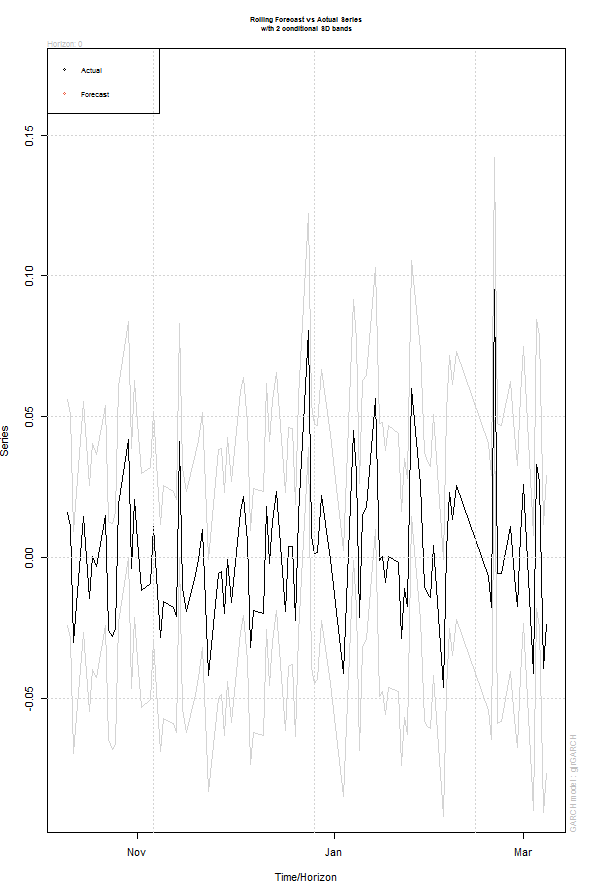 Rolling Forecast vs Actual Series
with 2 conditional SD bands
Horizon: 0
Actual
Forecast
0.15
0.10
0.05
0.00
-0.05
Series
Nov
Jan
Mar
Time/Horizon
GARCH model : gjrGARCH